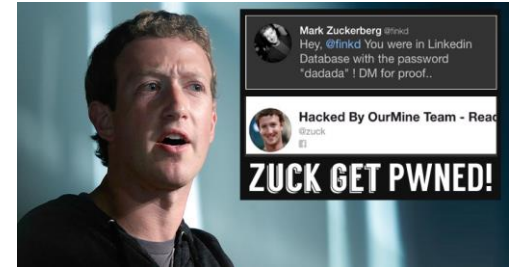 Mark Zuckerberg @finkd
Hey, @finkd You were in Linkedin
Database with the password
"dadada" ! DM for proof..
Hacked By OurMine Team - Read
@zuck
ZUCK GET PWNED!